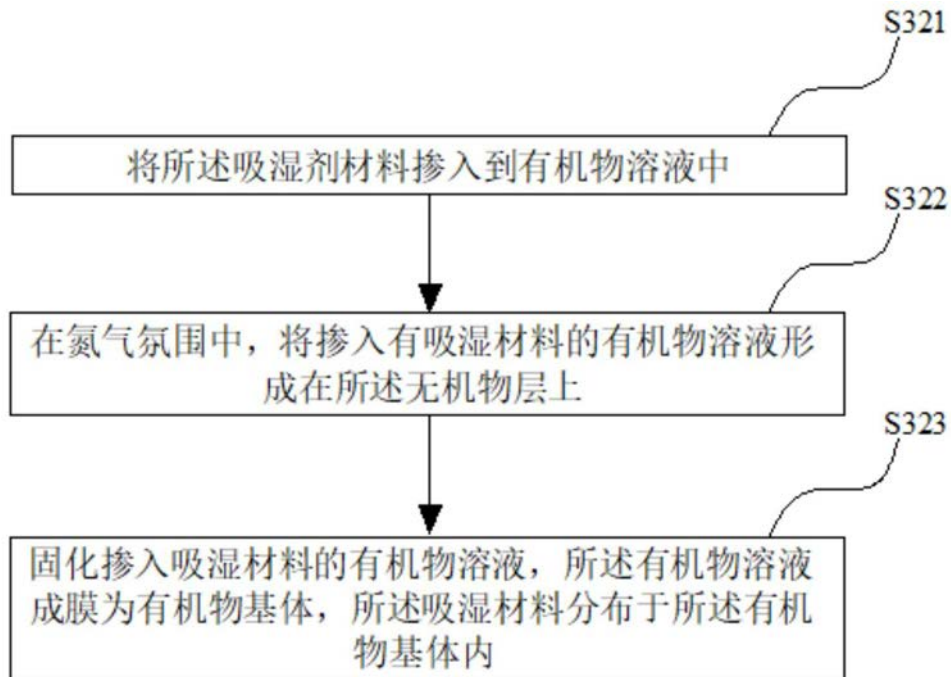 S321
将所述吸湿剂材料掺入到有机物溶液中
S322
在氮气氛围中，将掺入有吸湿材料的有机物溶液形
成在所述无机物层上
S323
固化掺入吸湿材料的有机物溶液，所述有机物溶液
成膜为有机物基体，所述吸湿材料分布于所述有机
物基体内